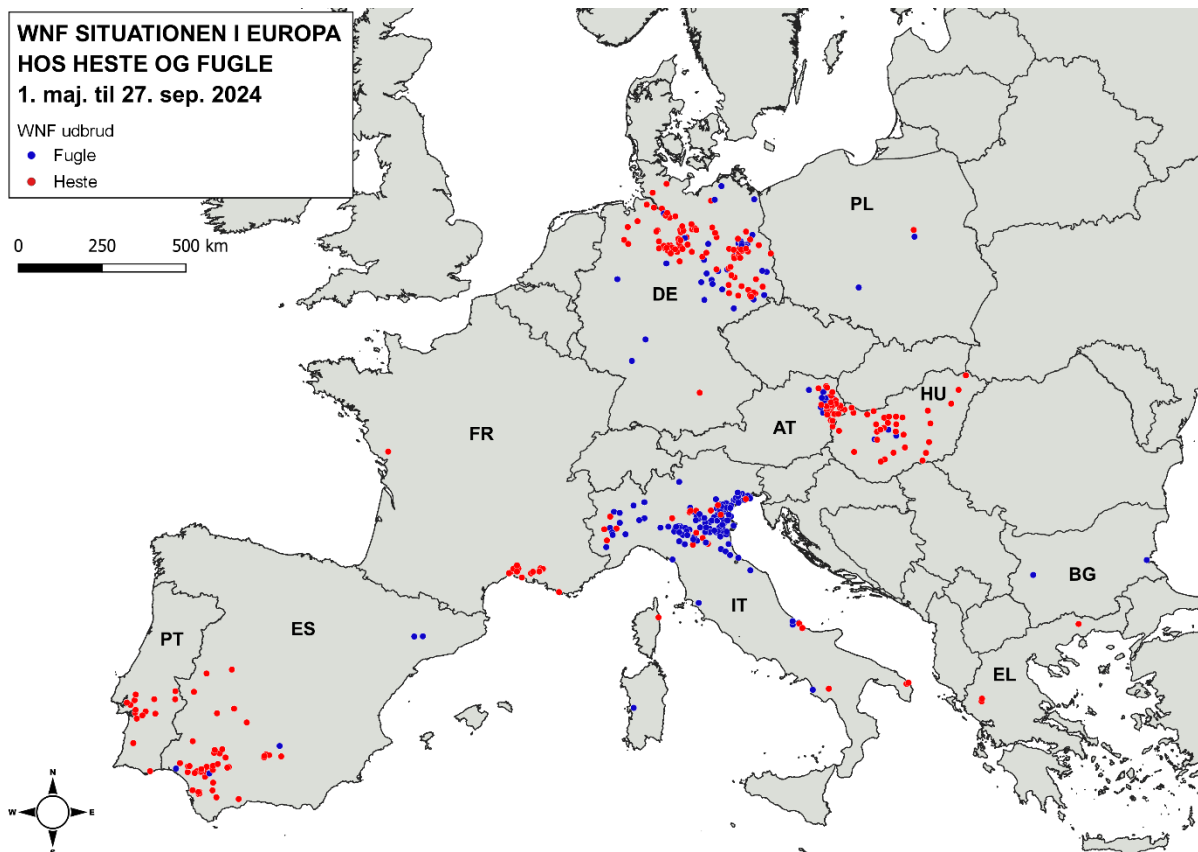 WNF SITUATIONEN I EUROPA
HOS HESTE OG FUGLE
1. maj. til 27. sep. 2024
WNF udbrud
Fugle
Heste
0 250 500 km
PL
DE
HU
AT
FR
BG
IT
ES
PT
EL
N
W E
S